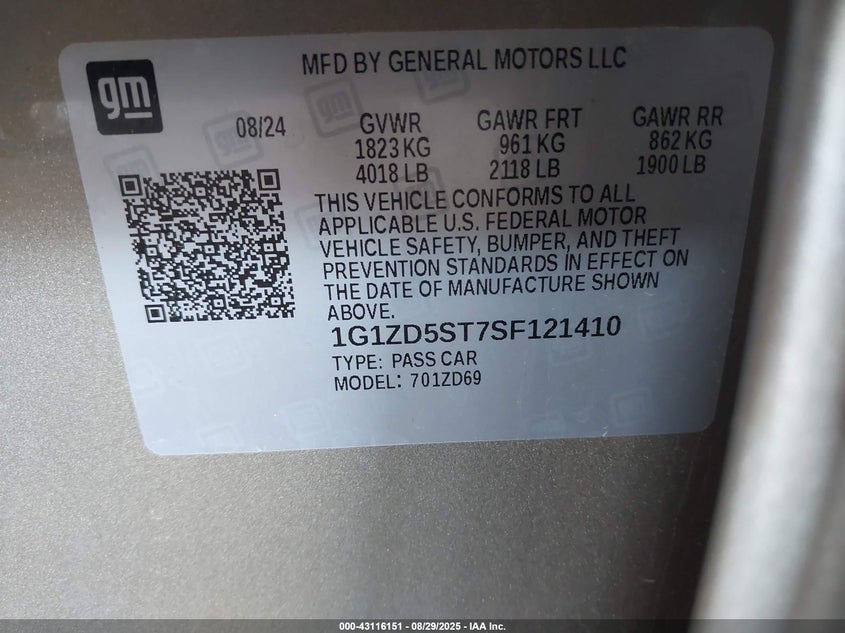 MFD BY GENERAL MOTORS LLC
gm
08/24 GVWR GAWR FRT GAWR RR
1823 KG 961 KG 862 KG
4018 LB 2118 LB 1900 LB
THIS VEHICLE CONFORMS TO ALL
APPLICABLE U.S. FEDERAL MOTOR
VEHICLE SAFETY, BUMPER, AND THEFT
PREVENTION STANDARDS IN EFFECT ON
THE DATE OF MANUFACTURE SHOWN
ABOVE.
1G1ZD5ST7SF121410
TYPE: PASS CAR
MODEL: 701ZD69
000-43116151 - 08/29/2025 - IAA Inc.